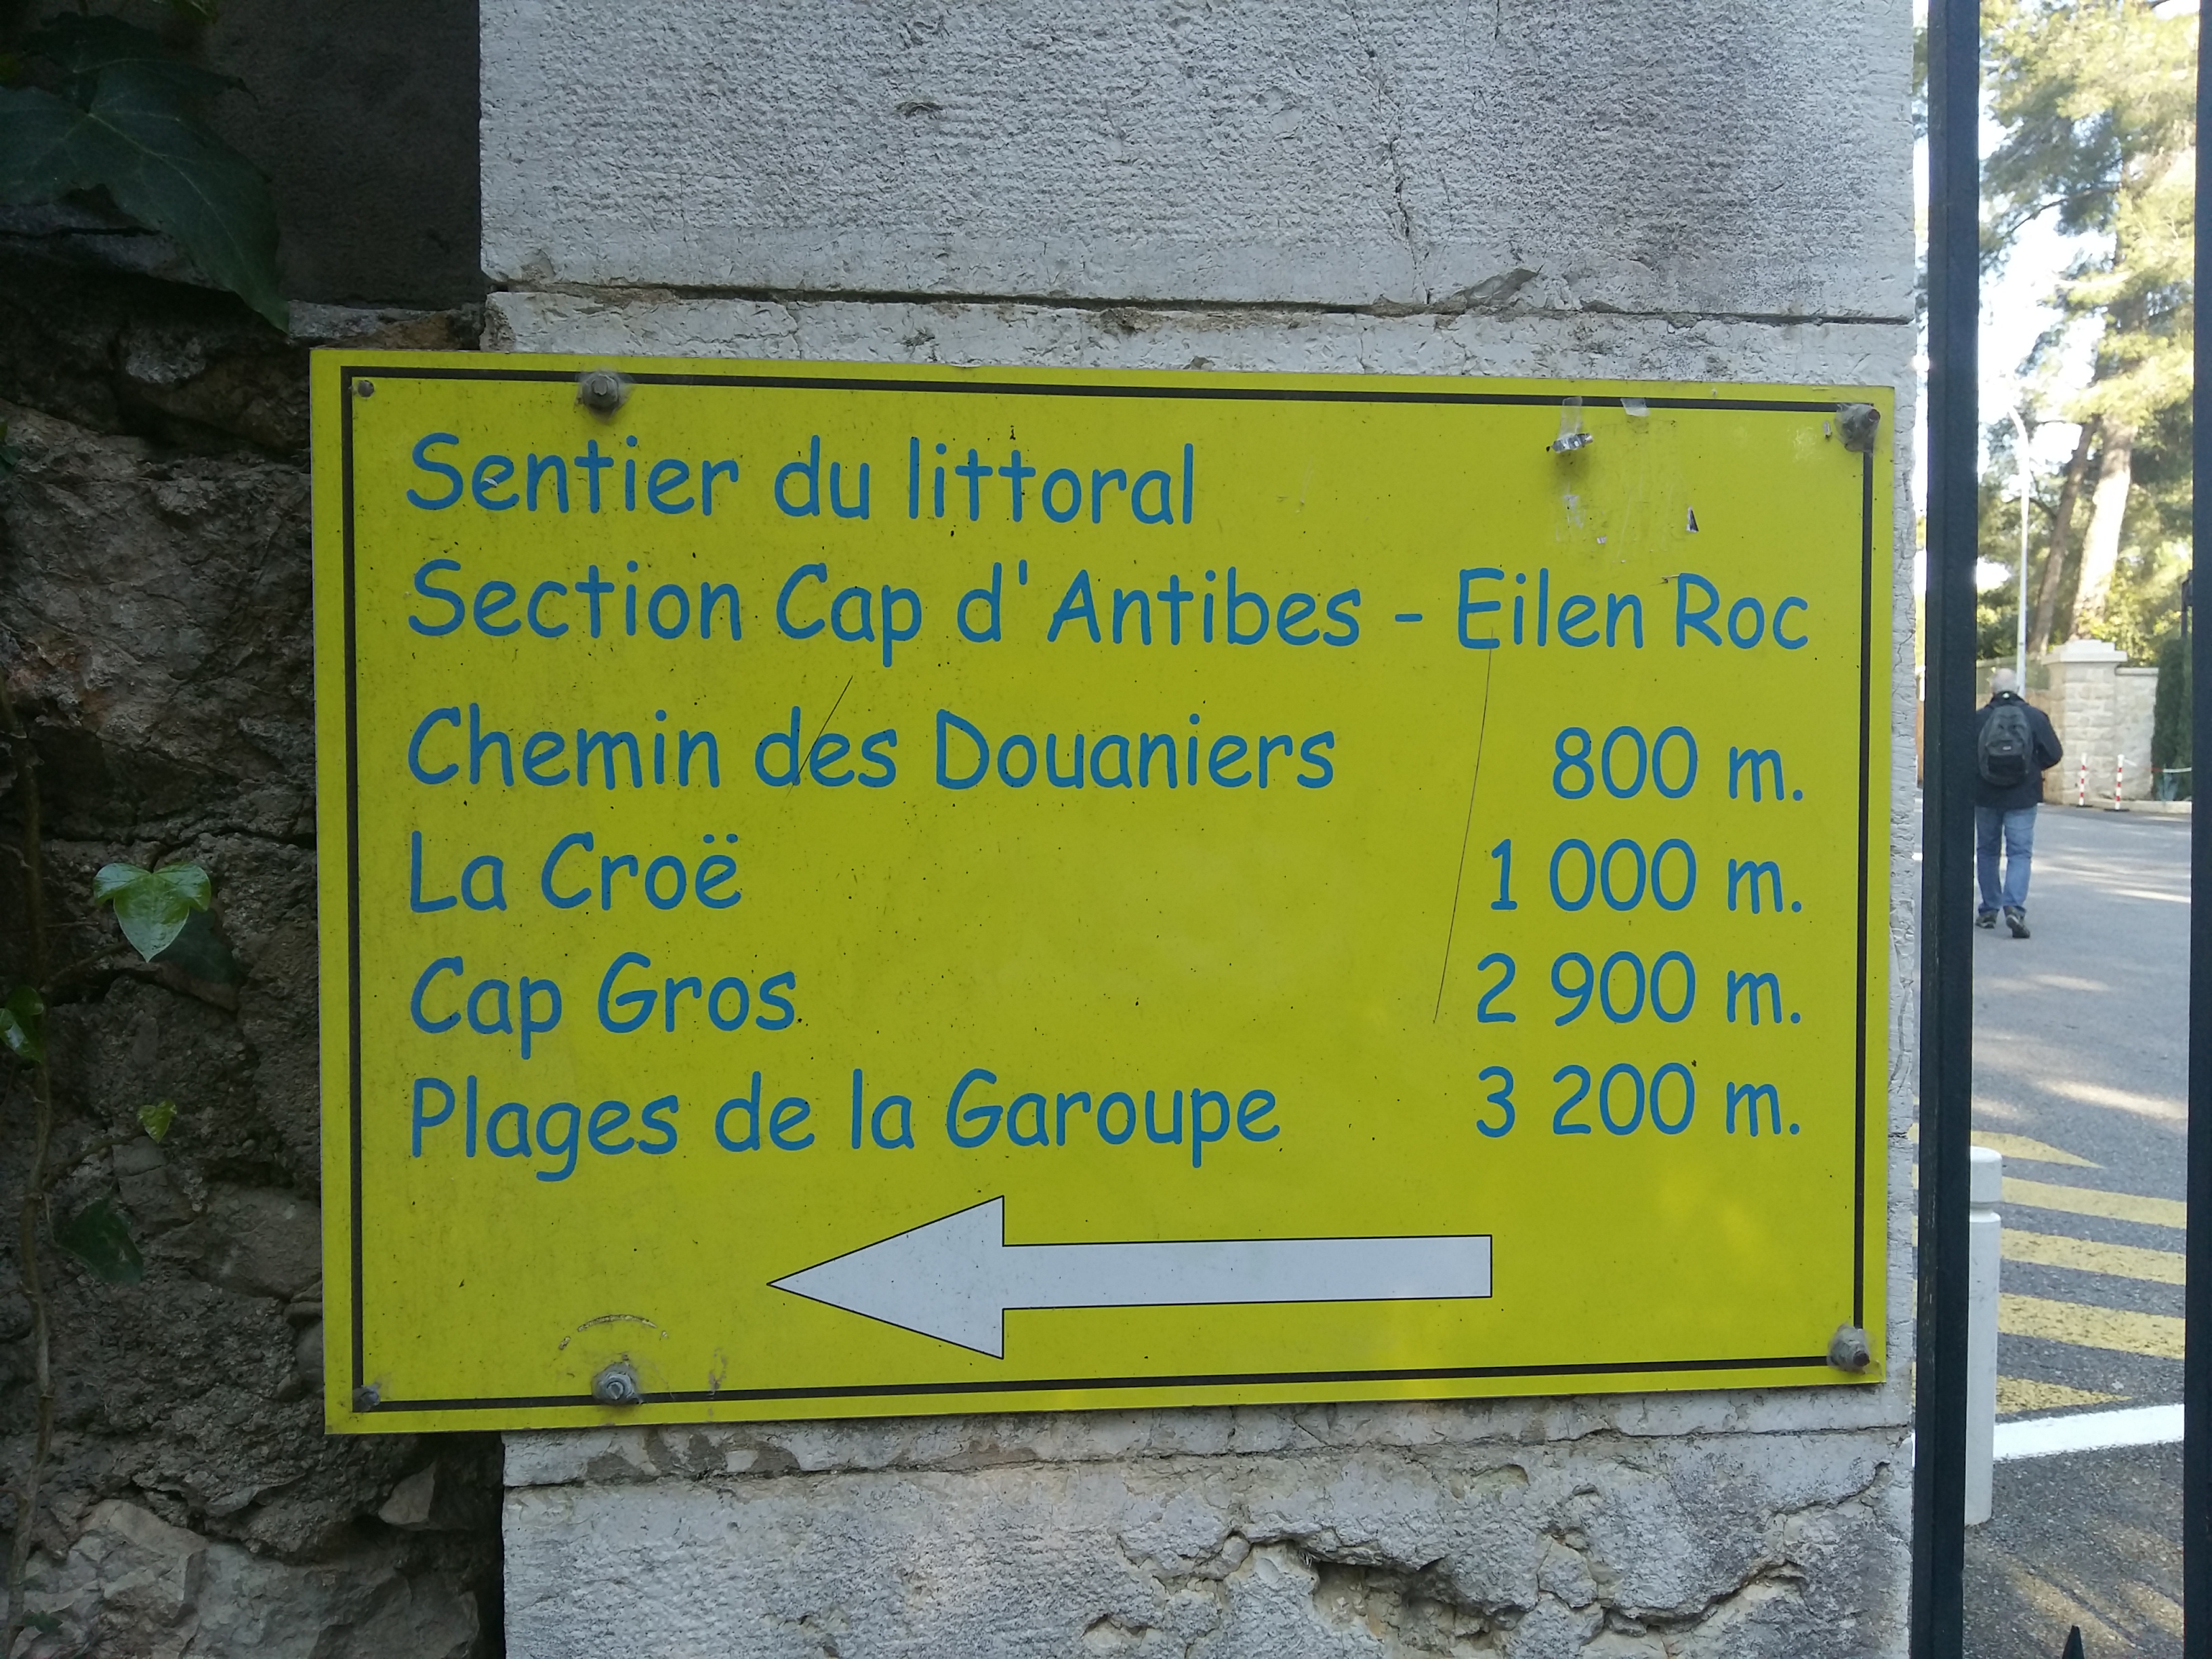 Sentier du littoral
Section Cap d'Antibes - Eilen Roc
Chemin des Douaniers 800 m.
La Croë 1 000 m.
Cap Gros 2 900 m.
Plages de la Garoupe 3 200 m.